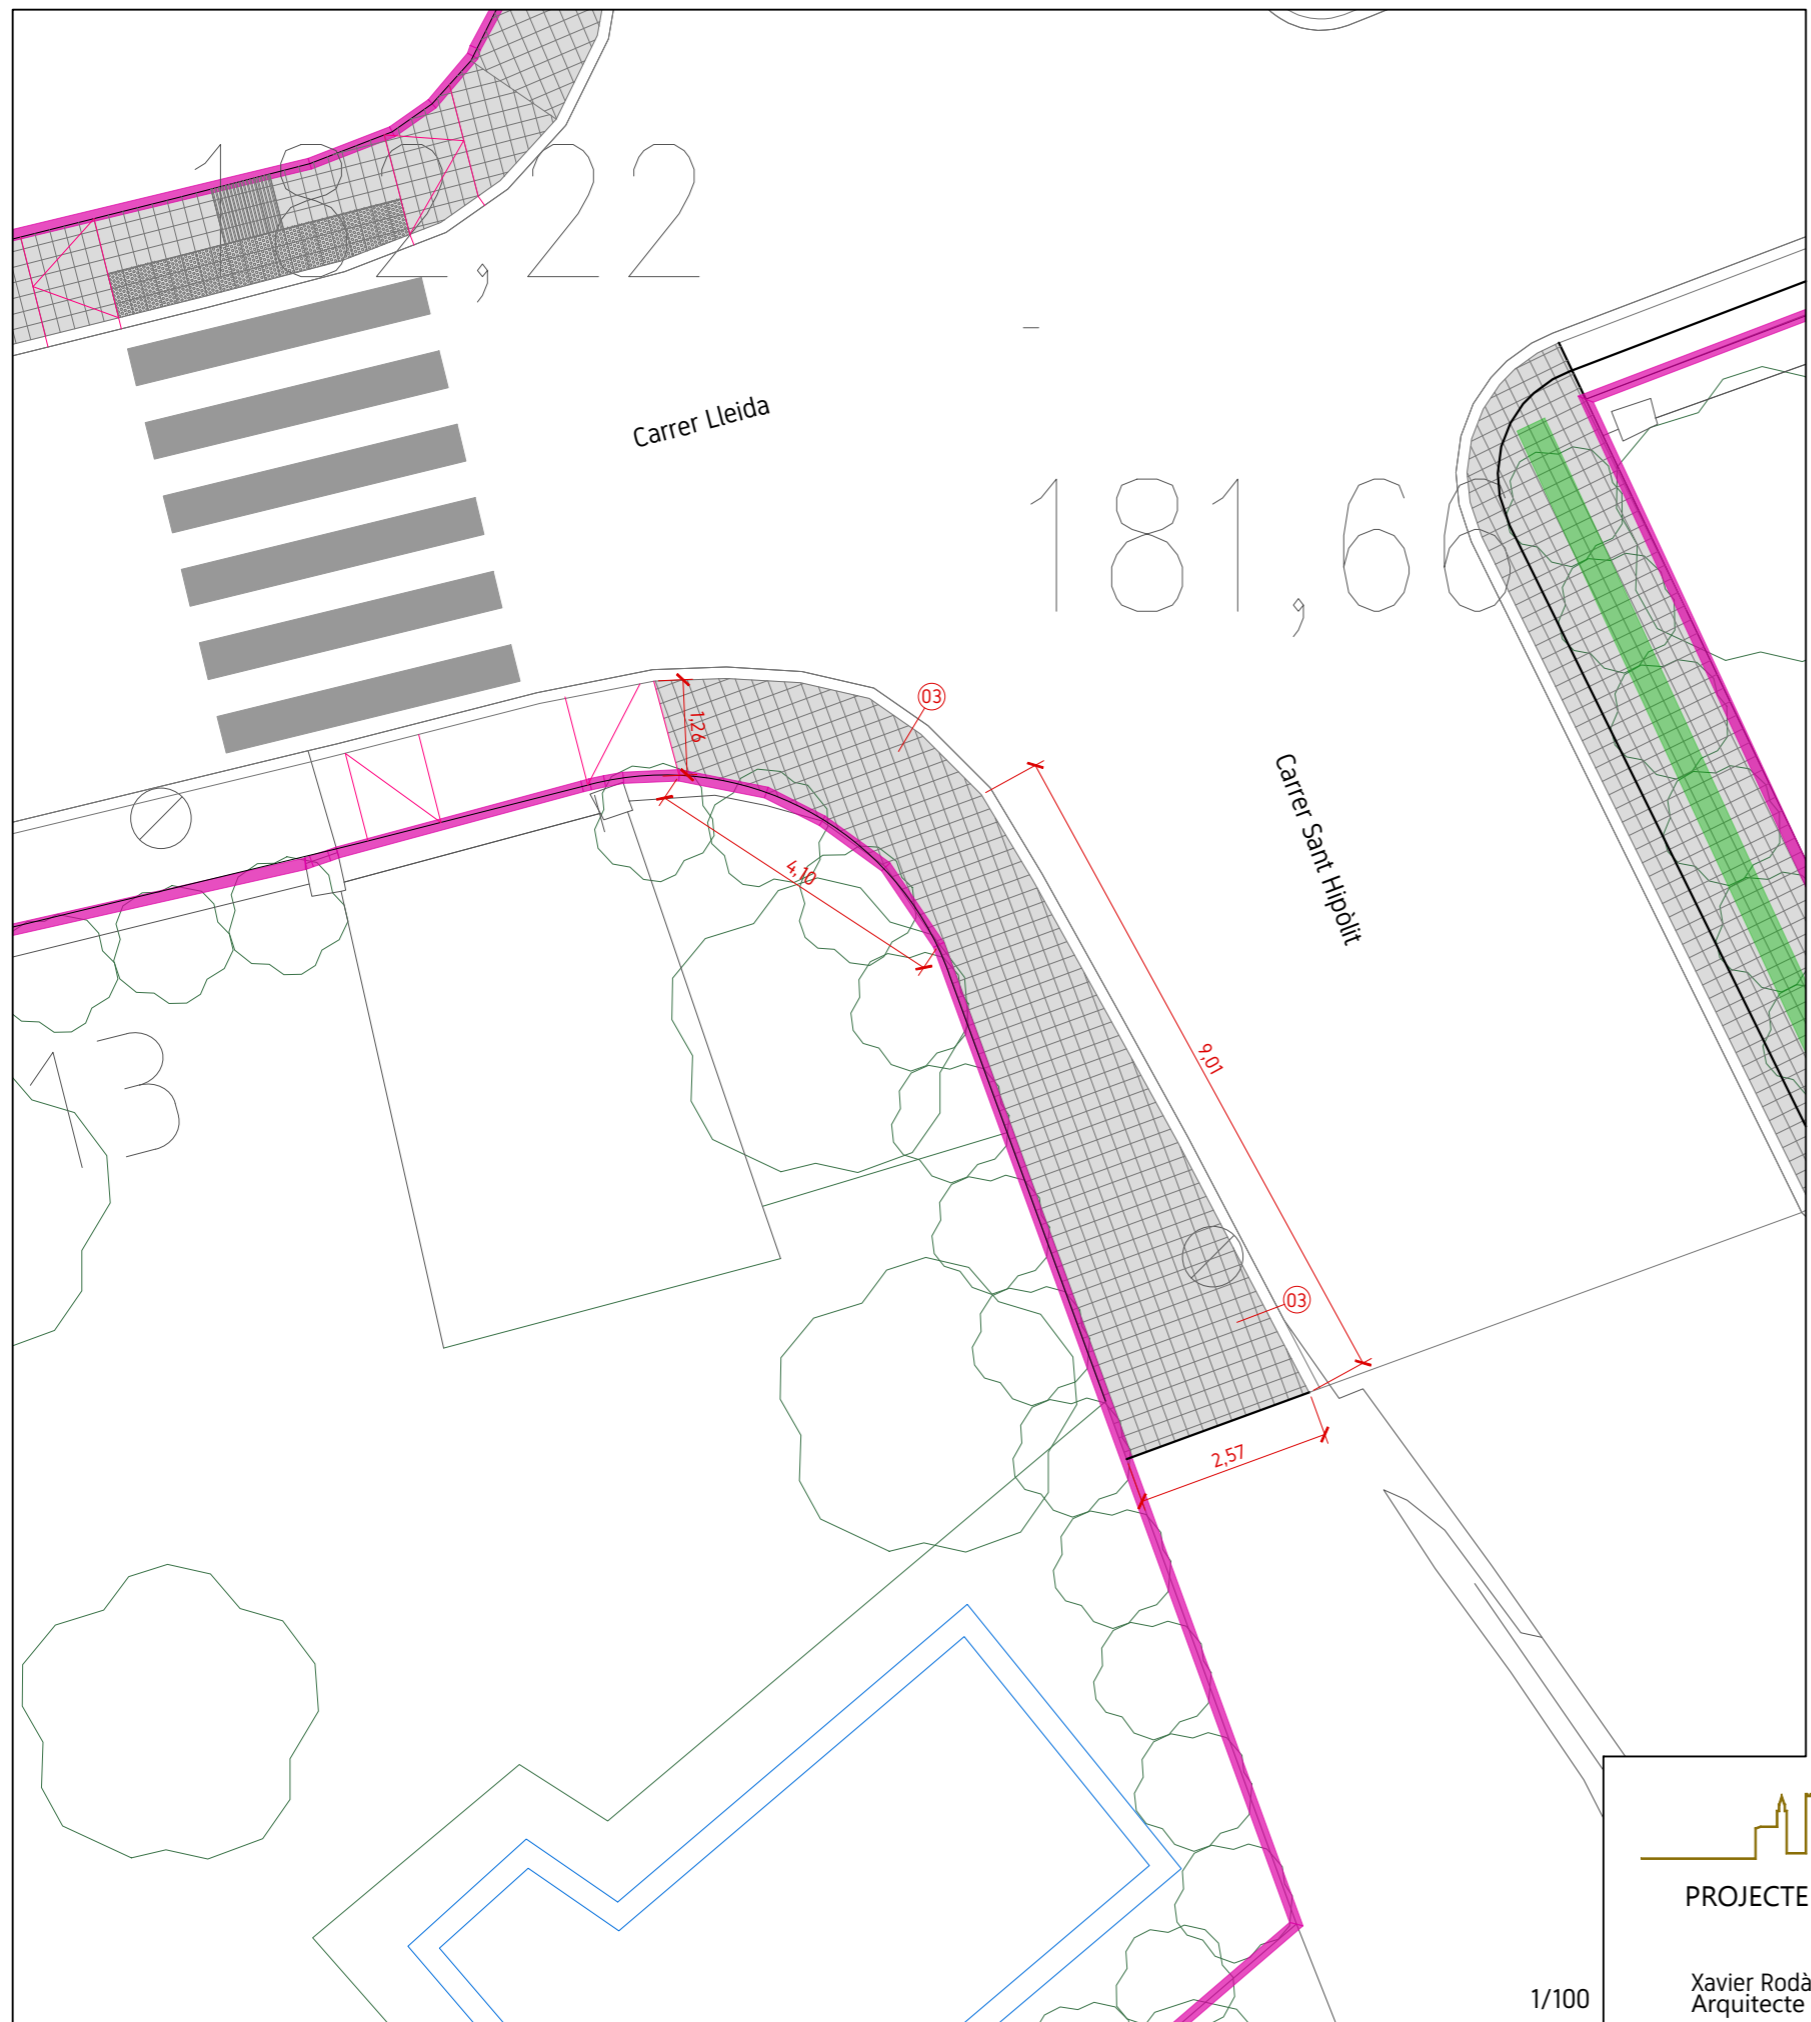 182,22
Carrer Lleida
181,66
03
1,26
4,10
Carrer Sant Hipòlit
9,01
13
03
2,57
PROJECTE
1/100
Xavier Rodà
Arquitecte